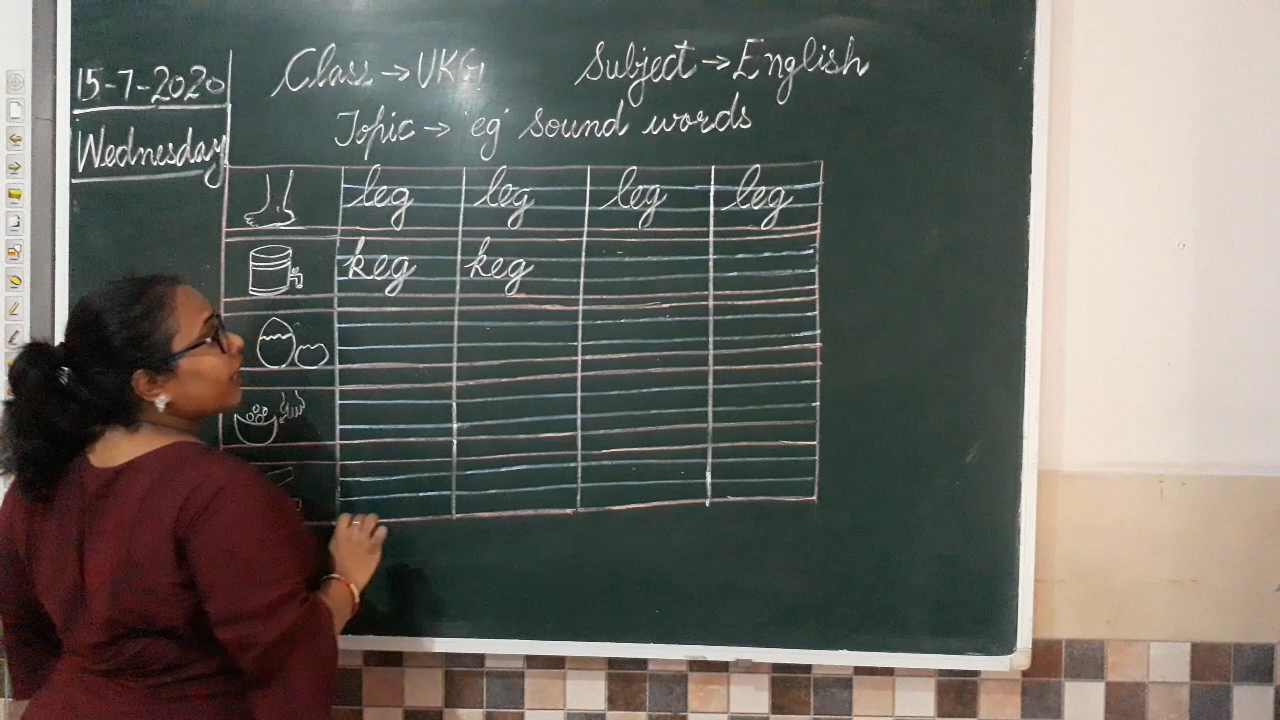 15-7-2020
Wednesday
Class → UKG
Subject → English
Topic → 'eg' sound words
leg leg leg leg
keg keg